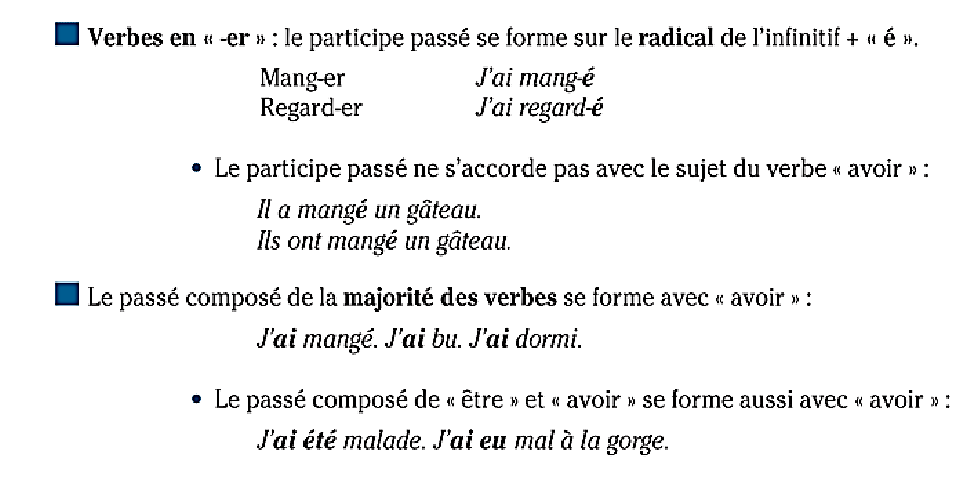 Verbes en « -er » : le participe passé se forme sur le radical de l'infinitif + « é ».
Mang-er J'ai mang-é
Regard-er J'ai regard-é
• Le participe passé ne s'accorde pas avec le sujet du verbe « avoir » :
Il a mangé un gâteau.
Ils ont mangé un gâteau.
Le passé composé de la majorité des verbes se forme avec « avoir » :
J'ai mangé. J'ai bu. J'ai dormi.
• Le passé composé de « être » et « avoir » se forme aussi avec « avoir » :
J'ai été malade. J'ai eu mal à la gorge.